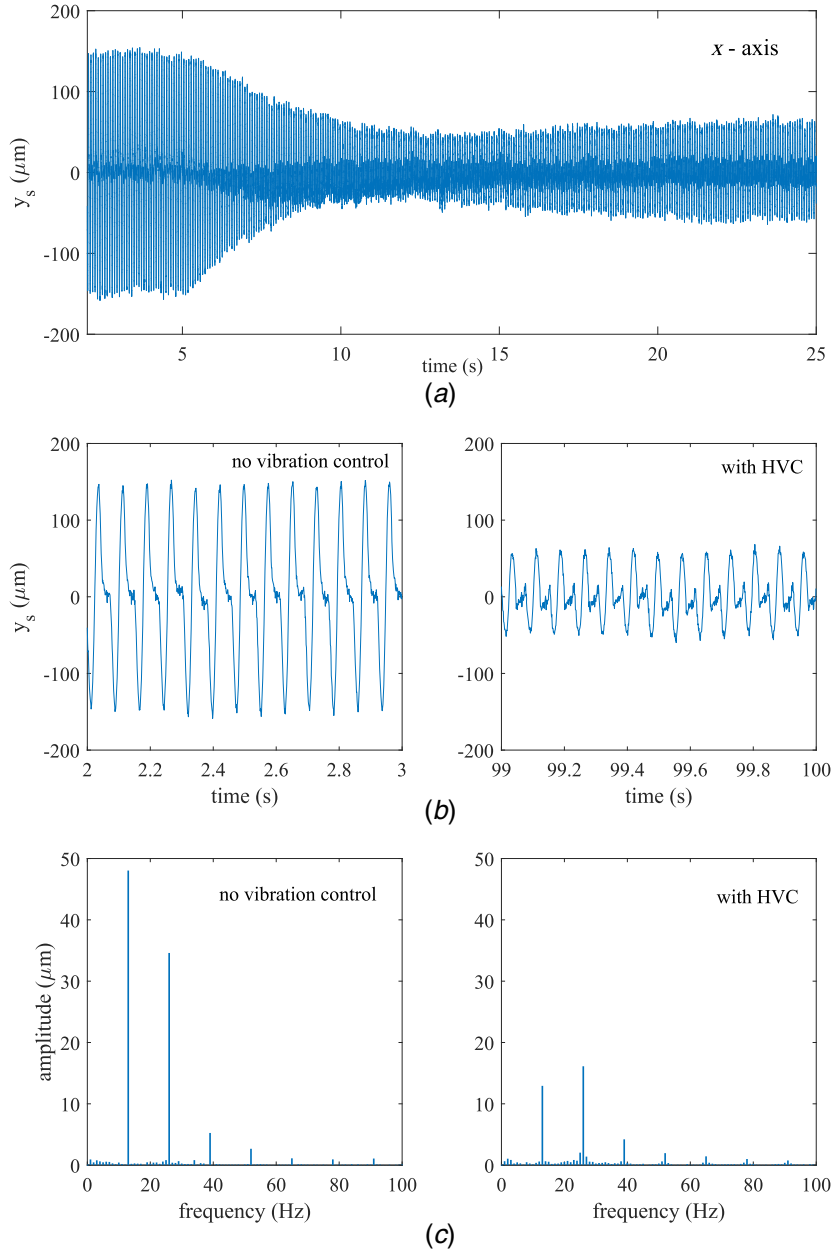 200
100
0
-100
-200
y_s (μm)
x - axis
5 10 15 20 25
time (s)
(a)
200
100
0
-100
-200
y_s (μm)
no vibration control
2 2.2 2.4 2.6 2.8 3
time (s)
200
100
0
-100
-200
with HVC
99 99.2 99.4 99.6 99.8 100
time (s)
(b)
50
40
30
20
10
0
amplitude (μm)
no vibration control
0 20 40 60 80 100
frequency (Hz)
50
40
30
20
10
0
with HVC
0 20 40 60 80 100
frequency (Hz)
(c)